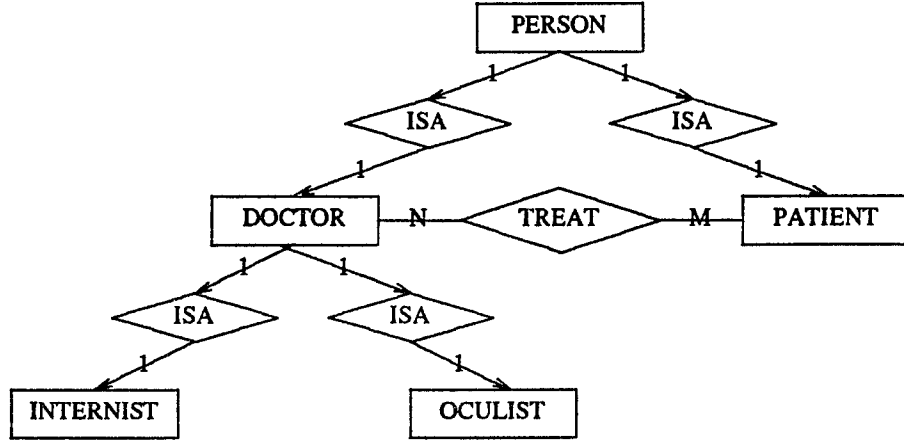 PERSON
1 1
ISA ISA
1 1
DOCTOR N TREAT M PATIENT
1 1
ISA ISA
1 1
INTERNIST OCULIST